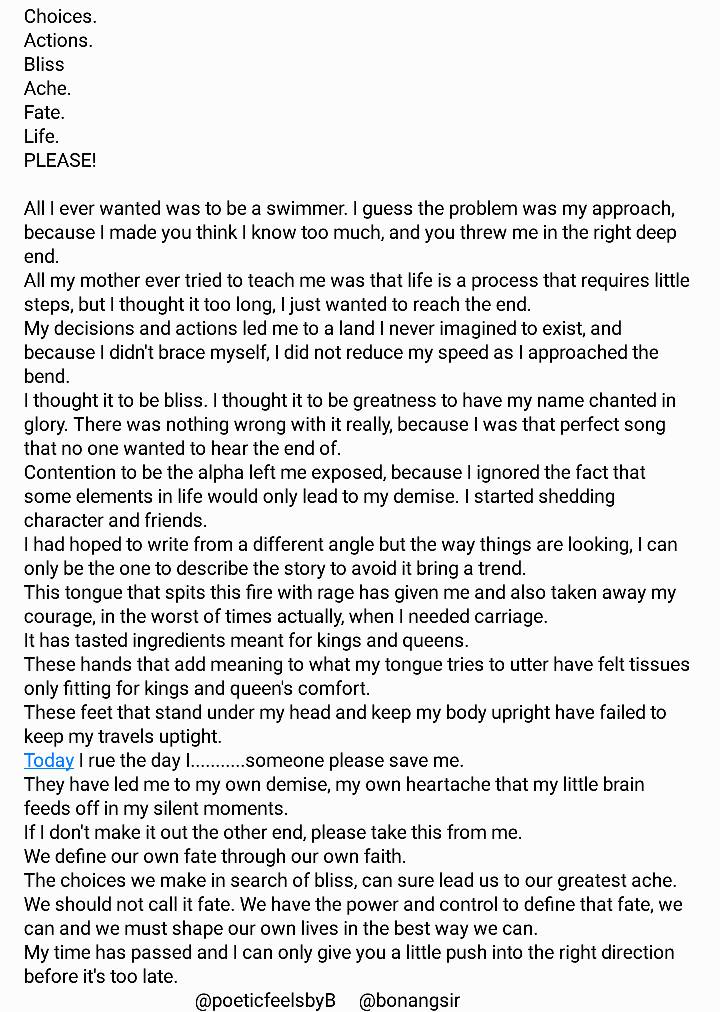 Choices.
Actions.
Bliss
Ache.
Fate.
Life.
PLEASE!
All I ever wanted was to be a swimmer. I guess the problem was my approach,
because I made you think I know too much, and you threw me in the right deep
end.
All my mother ever tried to teach me was that life is a process that requires little
steps, but I thought it too long, I just wanted to reach the end.
My decisions and actions led me to a land I never imagined to exist, and
because I didn't brace myself, I did not reduce my speed as I approached the
bend.
I thought it to be bliss. I thought it to be greatness to have my name chanted in
glory. There was nothing wrong with it really, because I was that perfect song
that no one wanted to hear the end of.
Contention to be the alpha left me exposed, because I ignored the fact that
some elements in life would only lead to my demise. I started shedding
character and friends.
I had hoped to write from a different angle but the way things are looking, I can
only be the one to describe the story to avoid it bring a trend.
This tongue that spits this fire with rage has given me and also taken away my
courage, in the worst of times actually, when I needed carriage.
It has tasted ingredients meant for kings and queens.
These hands that add meaning to what my tongue tries to utter have felt tissues
only fitting for kings and queen's comfort.
These feet that stand under my head and keep my body upright have failed to
keep my travels uptight.
Today I rue the day I...........someone please save me.
They have led me to my own demise, my own heartache that my little brain
feeds off in my silent moments.
If I don't make it out the other end, please take this from me.
We define our own fate through our own faith.
The choices we make in search of bliss, can sure lead us to our greatest ache.
We should not call it fate. We have the power and control to define that fate, we
can and we must shape our own lives in the best way we can.
My time has passed and I can only give you a little push into the right direction
before it's too late.
@poeticfeelsbyB @bonangsir